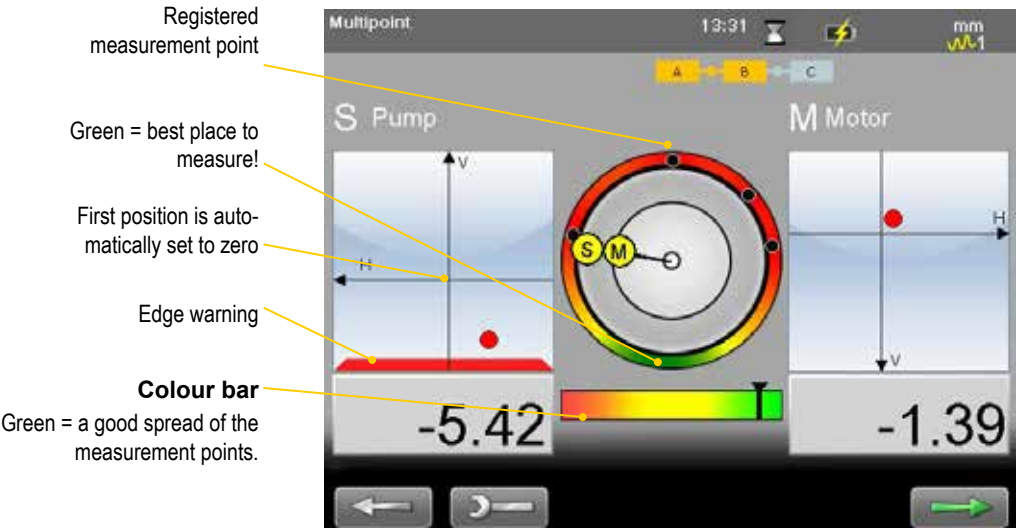 Registered
measurement point
Green = best place to
measure!
First position is auto-
matically set to zero
Edge warning
Colour bar
Green = a good spread of the
measurement points.
Multipoint 13:31 mm
1
A B C
S Pump
M Motor
V
H
S M
H
V
-5.42
-1.39